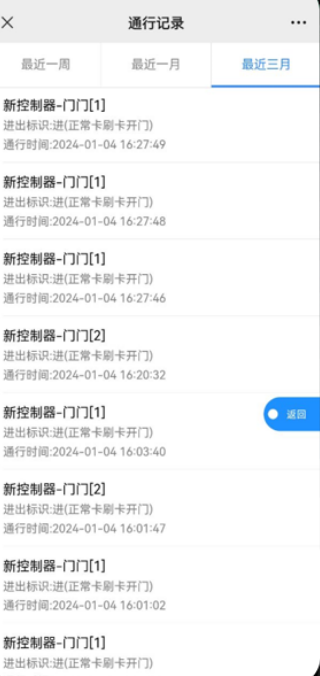 通行记录
最近一周
最近一月
最近三月
新控制器-门门[1]
进出标识:进(正常卡刷卡开门)
通行时间:2024-01-04 16:27:49
新控制器-门门[1]
进出标识:进(正常卡刷卡开门)
通行时间:2024-01-04 16:27:48
新控制器-门门[1]
进出标识:进(正常卡刷卡开门)
通行时间:2024-01-04 16:27:46
新控制器-门门[2]
进出标识:进(正常卡刷卡开门)
通行时间:2024-01-04 16:20:32
新控制器-门门[1]
进出标识:进(正常卡刷卡开门)
通行时间:2024-01-04 16:03:40
返回
新控制器-门门[2]
进出标识:进(正常卡刷卡开门)
通行时间:2024-01-04 16:01:47
新控制器-门门[1]
进出标识:进(正常卡刷卡开门)
通行时间:2024-01-04 16:01:02
新控制器-门门[1]
进出标识:进(正常卡刷卡开门)